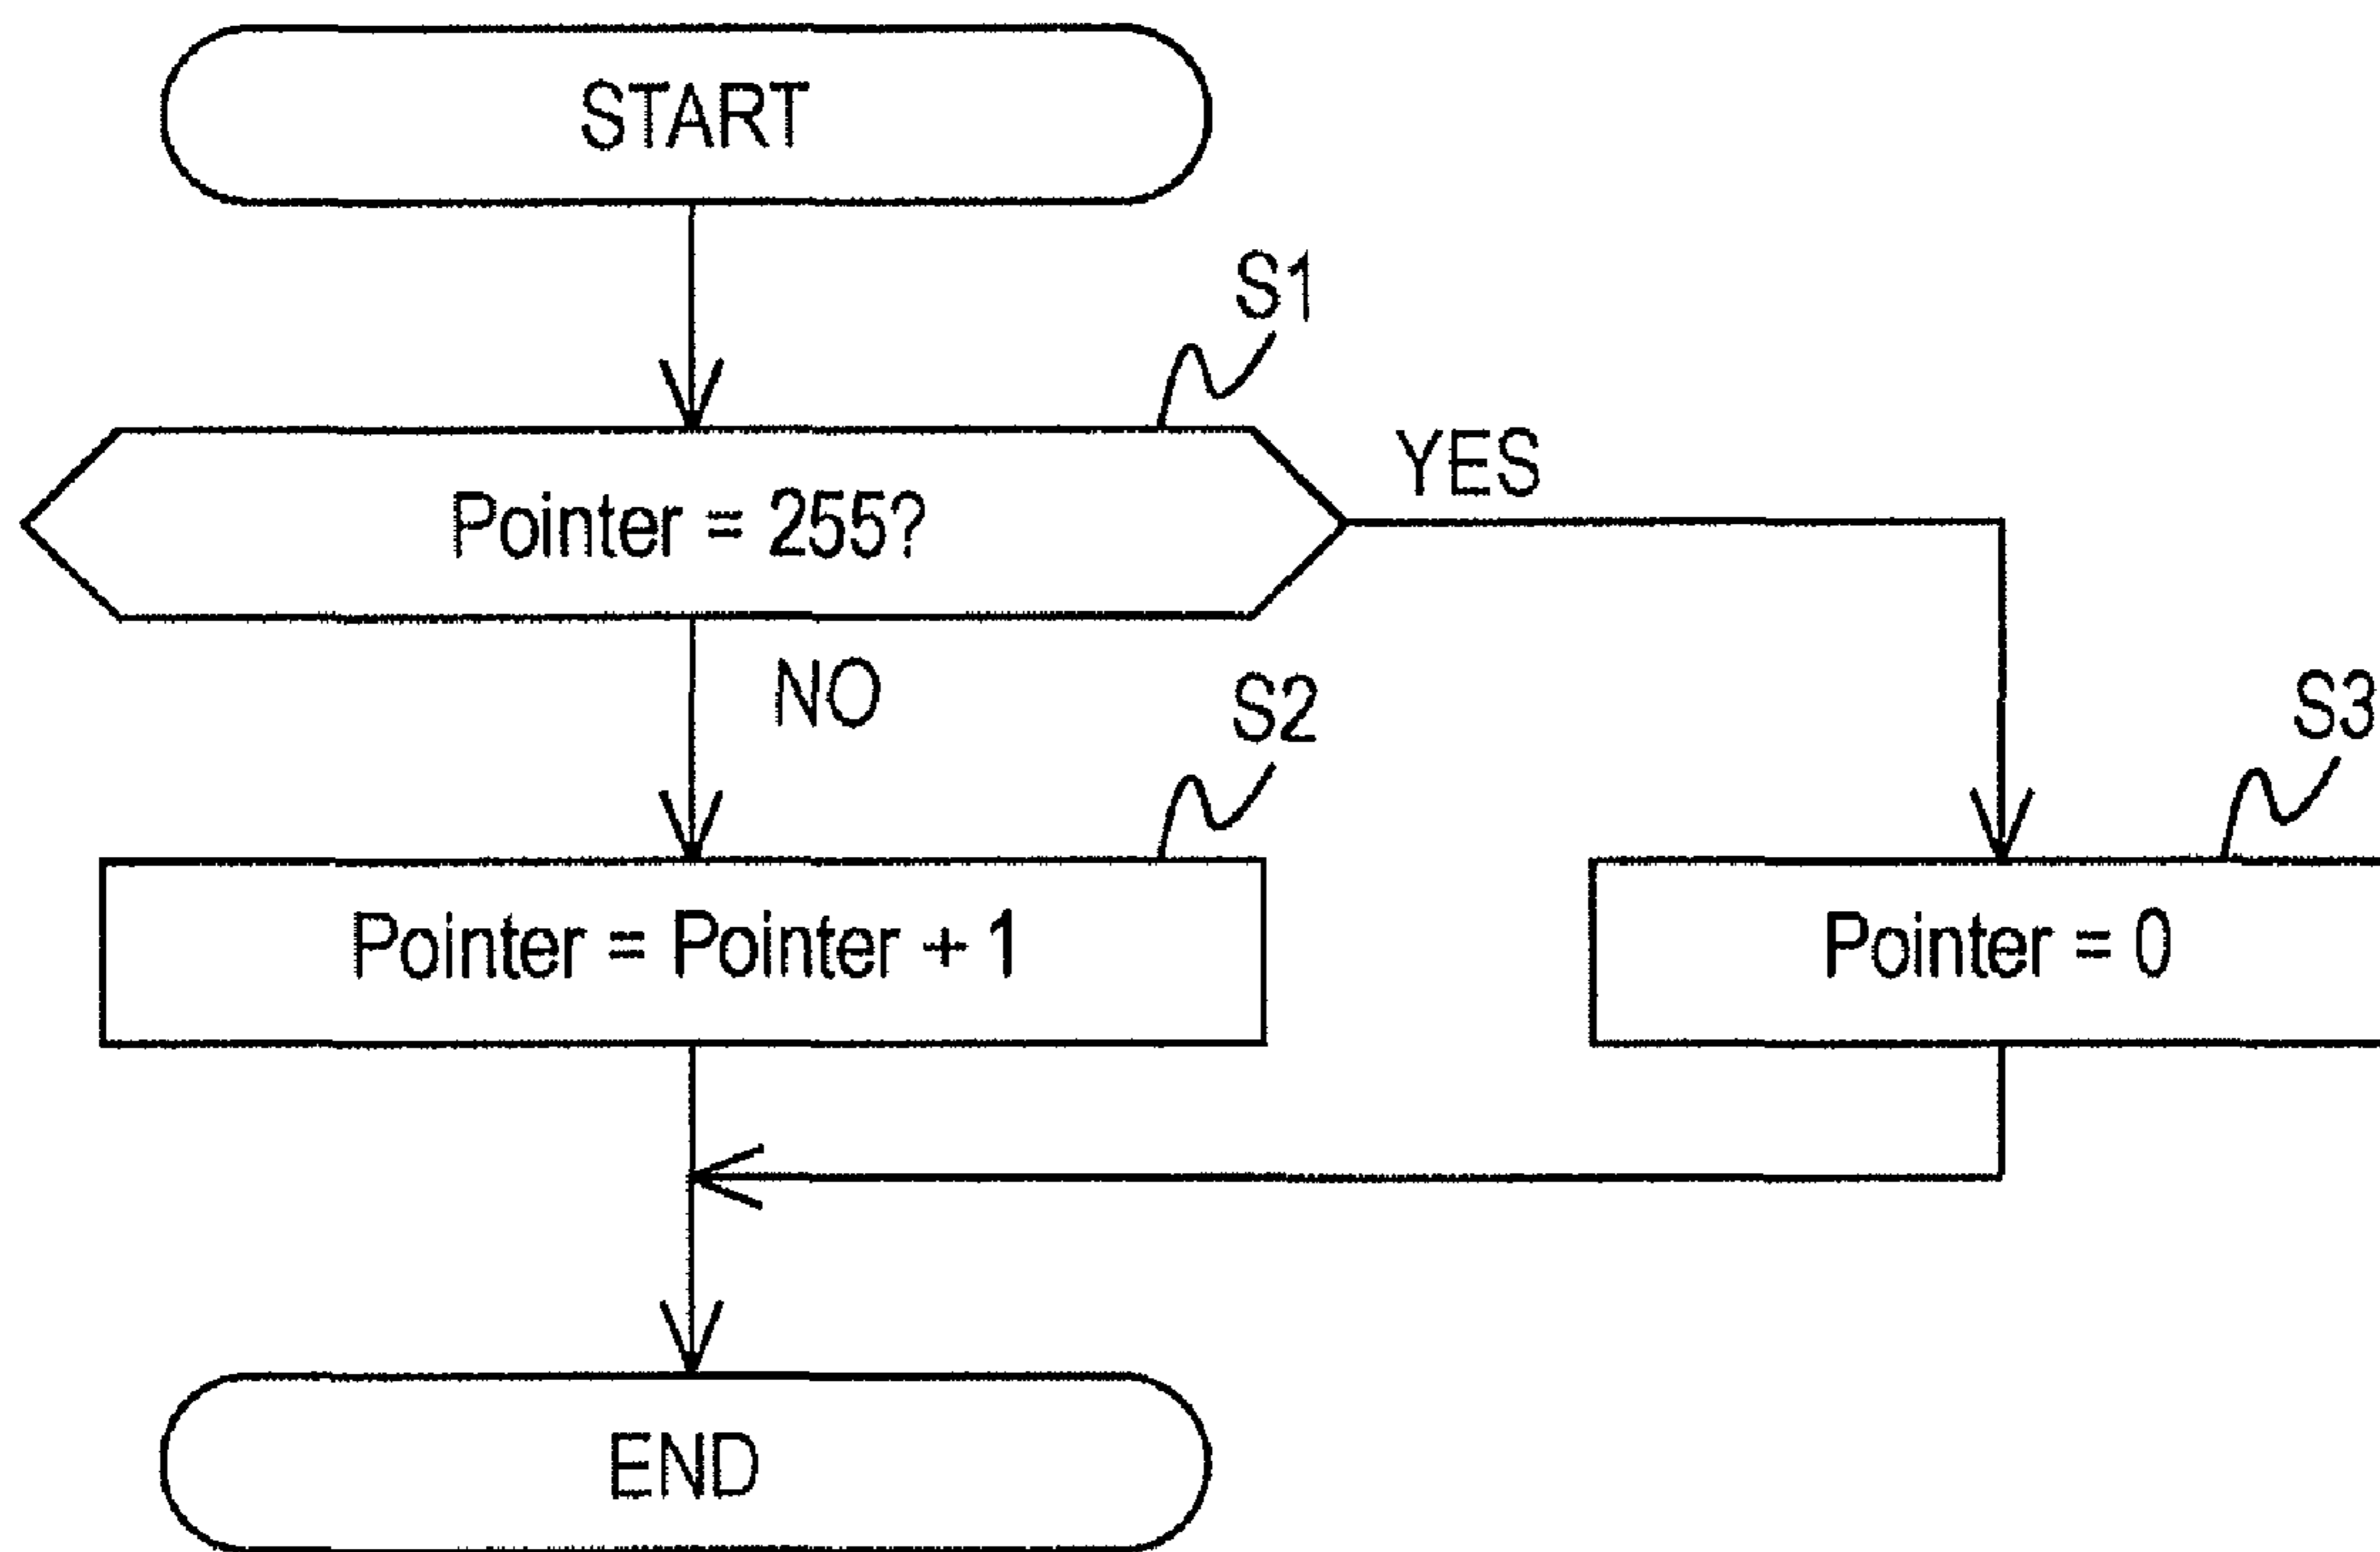 START
S1
Pointer = 255?
YES
NO
S2
S3
Pointer = Pointer + 1
Pointer = 0
END